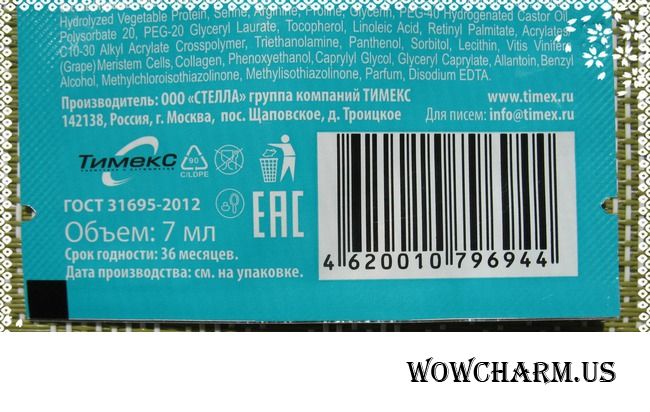 Hydrolyzed Vegetable Protein, Serine, Arginine, Proline, Glycerin, PEG-40 Hydrogenated Castor Oil,
Polysorbate 20, PEG-20 Glyceryl Laurate, Tocopherol, Linoleic Acid, Retinyl Palmitate, Acrylates
C10-30 Alkyl Acrylate Crosspolymer, Triethanolamine, Panthenol, Sorbitol, Lecithin, Vitis Vinifera
(Grape) Meristem Cells, Collagen, Phenoxyethanol, Caprylyl Glycol, Glyceryl Caprylate, Allantoin, Benzyl
Alcohol, Methylchloroisothiazolinone, Methylisothiazolinone, Parfum, Disodium EDTA.
Производитель: ООО «СТЕЛЛА» группа компаний ТИМЕКС www.timex.ru
142138, Россия, г. Москва, пос. Щаповское, д. Троицкое Для писем: info@timex.ru
ТИМЕКС
90
C/LDPE
ГОСТ 31695-2012
EAC
Объем: 7 мл
Срок годности: 36 месяцев.
Дата производства: см. на упаковке.
4 620010 796944
WOWCHARM.US